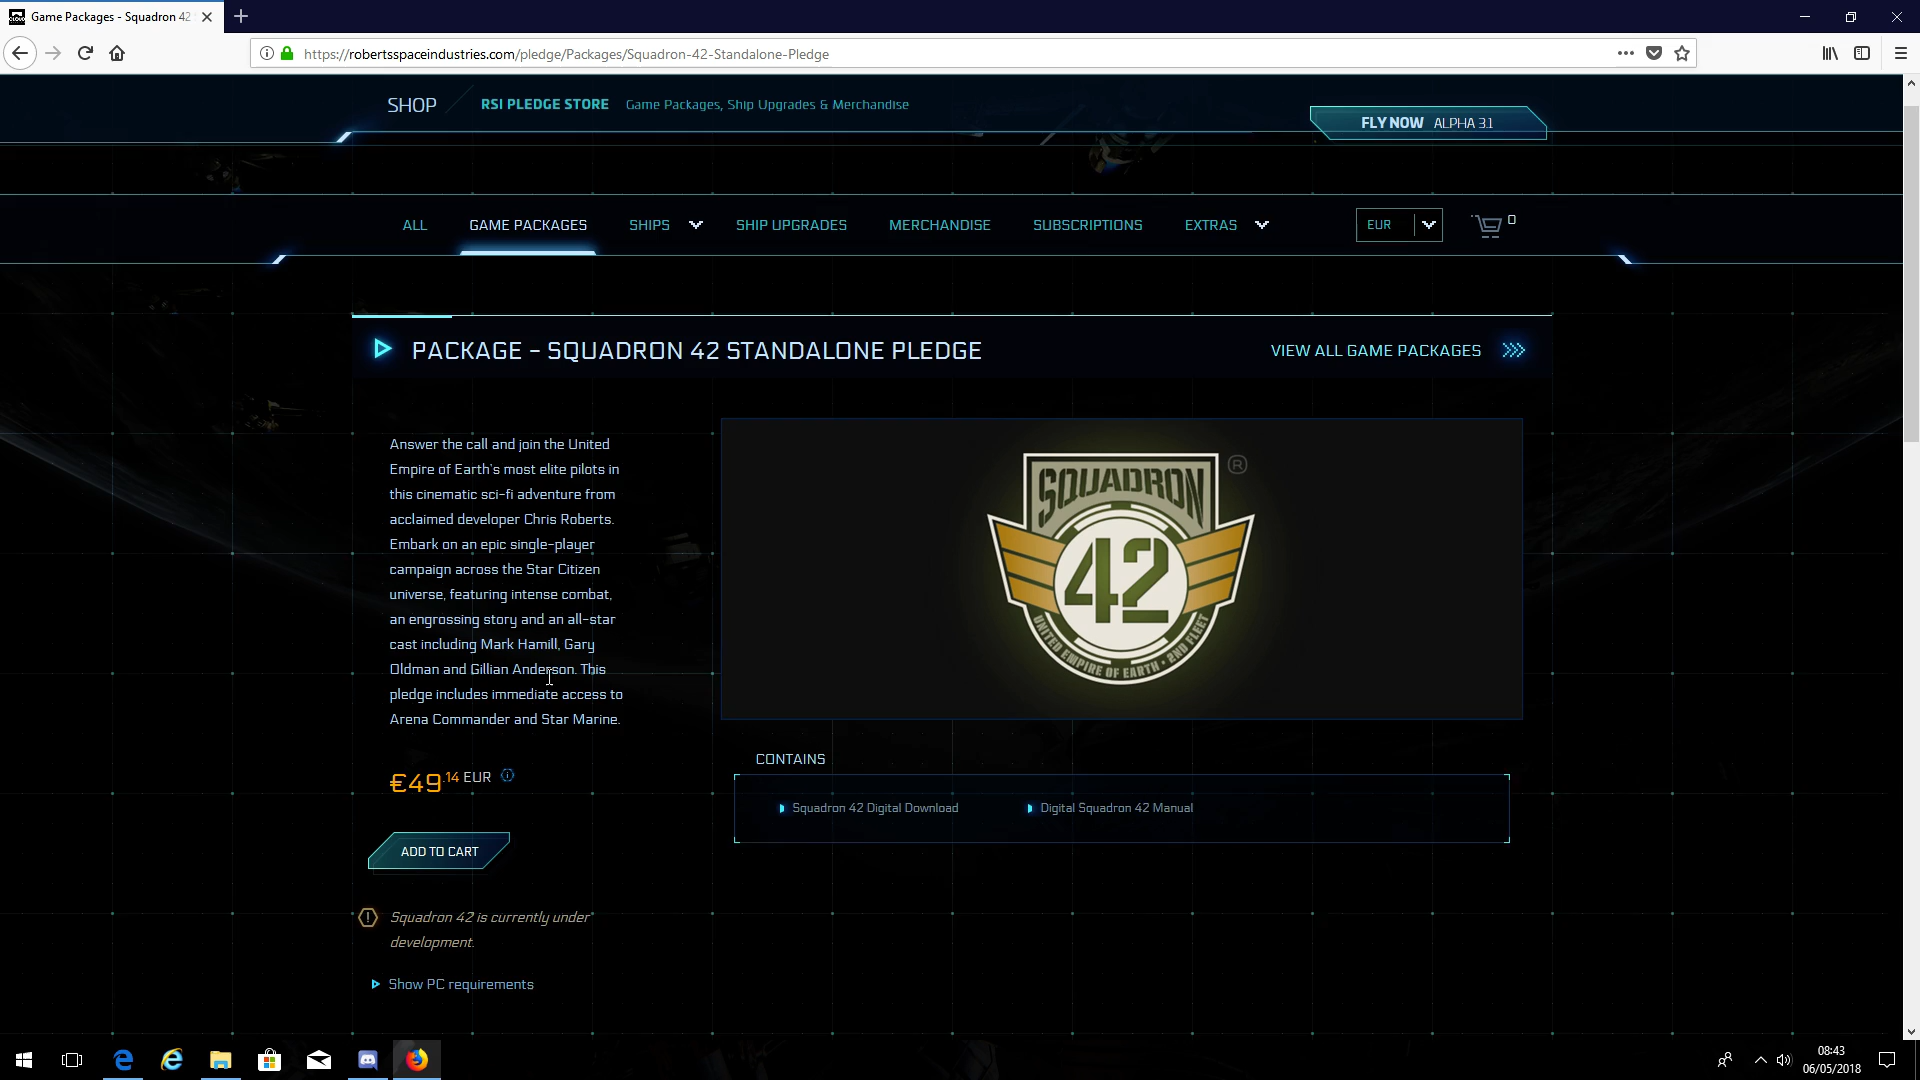 Game Packages - Squadron 42
https://robertsspaceindustries.com/pledge/Packages/Squadron-42-Standalone-Pledge
SHOP
RSI PLEDGE STORE Game Packages, Ship Upgrades & Merchandise
FLY NOW ALPHA 3.1
ALL GAME PACKAGES SHIPS SHIP UPGRADES MERCHANDISE SUBSCRIPTIONS EXTRAS EUR 0
PACKAGE - SQUADRON 42 STANDALONE PLEDGE
VIEW ALL GAME PACKAGES
Answer the call and join the United
Empire of Earth's most elite pilots in
this cinematic sci-fi adventure from
acclaimed developer Chris Roberts.
Embark on an epic single-player
campaign across the Star Citizen
universe, featuring intense combat,
an engrossing story and an all-star
cast including Mark Hamill, Gary
Oldman and Gillian Anderson. This
pledge includes immediate access to
Arena Commander and Star Marine.
€49.14 EUR
ADD TO CART
Squadron 42 is currently under
development.
Show PC requirements
SQUADRON
®
42
UNITED EMPIRE OF EARTH • 2ND FLEET
CONTAINS
Squadron 42 Digital Download
Digital Squadron 42 Manual
08:43
06/05/2018